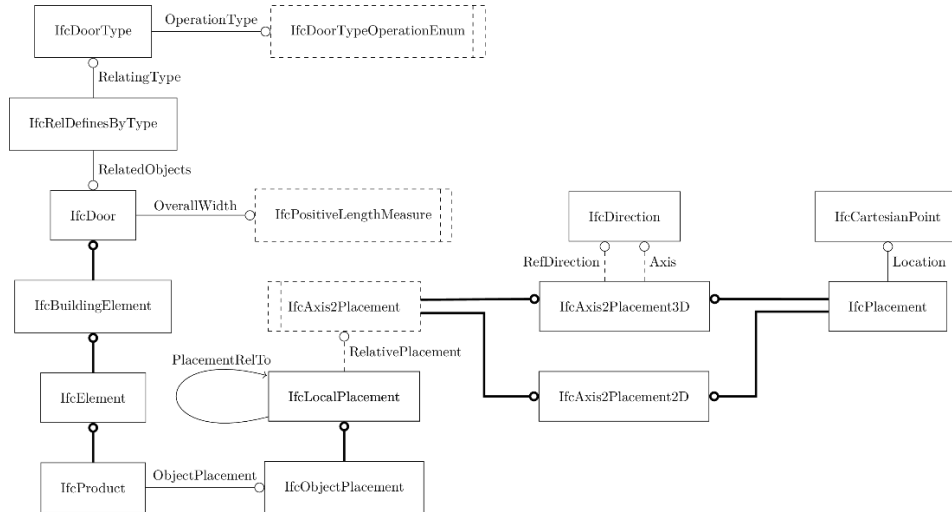 OperationType
IfcDoorType
IfcDoorTypeOperationEnum
RelatingType
IfcRelDefinesByType
RelatedObjects
IfcDoor
OverallWidth
IfcPositiveLengthMeasure
IfcDirection
IfcCartesianPoint
RefDirection
Axis
Location
IfcBuildingElement
IfcAxis2Placement
IfcAxis2Placement3D
IfcPlacement
PlacementRelTo
RelativePlacement
IfcElement
IfcLocalPlacement
IfcAxis2Placement2D
ObjectPlacement
IfcProduct
IfcObjectPlacement